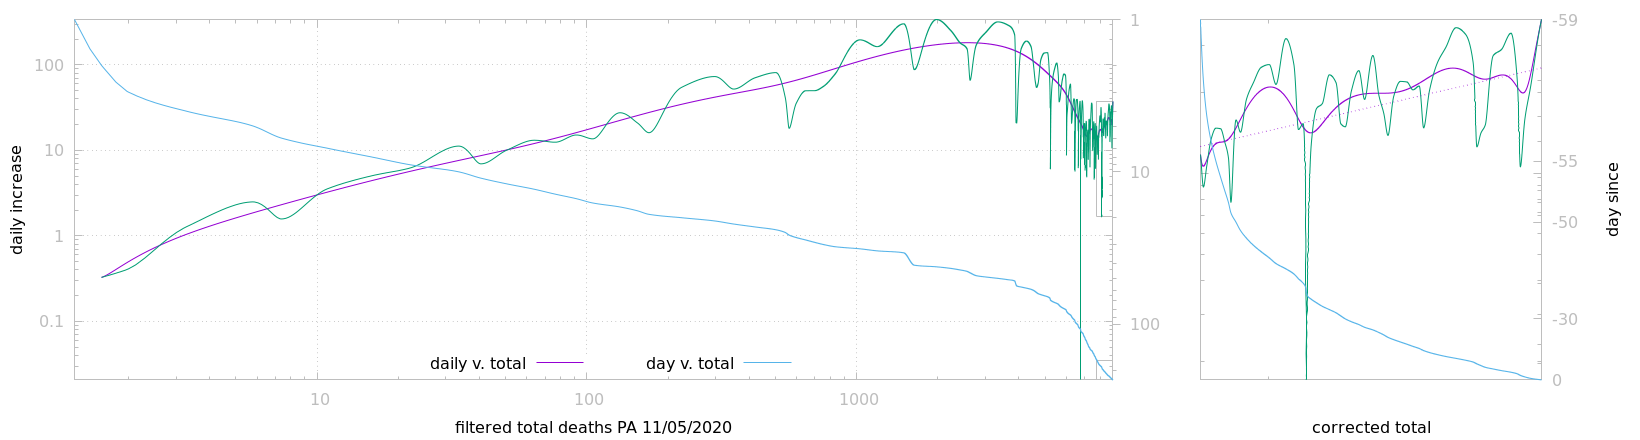 100
10
1
0.1
daily increase
daily v. total
day v. total
10
100
1000
filtered total deaths PA 11/05/2020
1
10
100
-59
-55
-50
-30
0
day since
corrected total